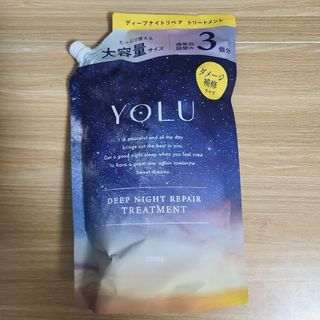 ディープナイトリペア トリートメント
たっぷり使える
大容量サイズ
通常品
詰替の
3個分
ダメージ
補修
タイプ
YOLU
A peaceful end of the day
brings out the best in you.
Get a good night sleep when you feel tired
to have a great day again tomorrow.
Sweet dreams.
DEEP NIGHT REPAIR
TREATMENT
1200g